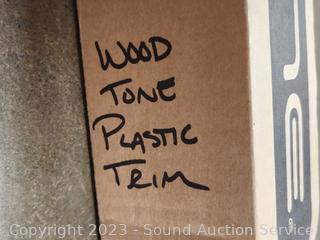 WOOD
TONE
PLASTIC
TRIM
Copyright 2023 - Sound Auction Service